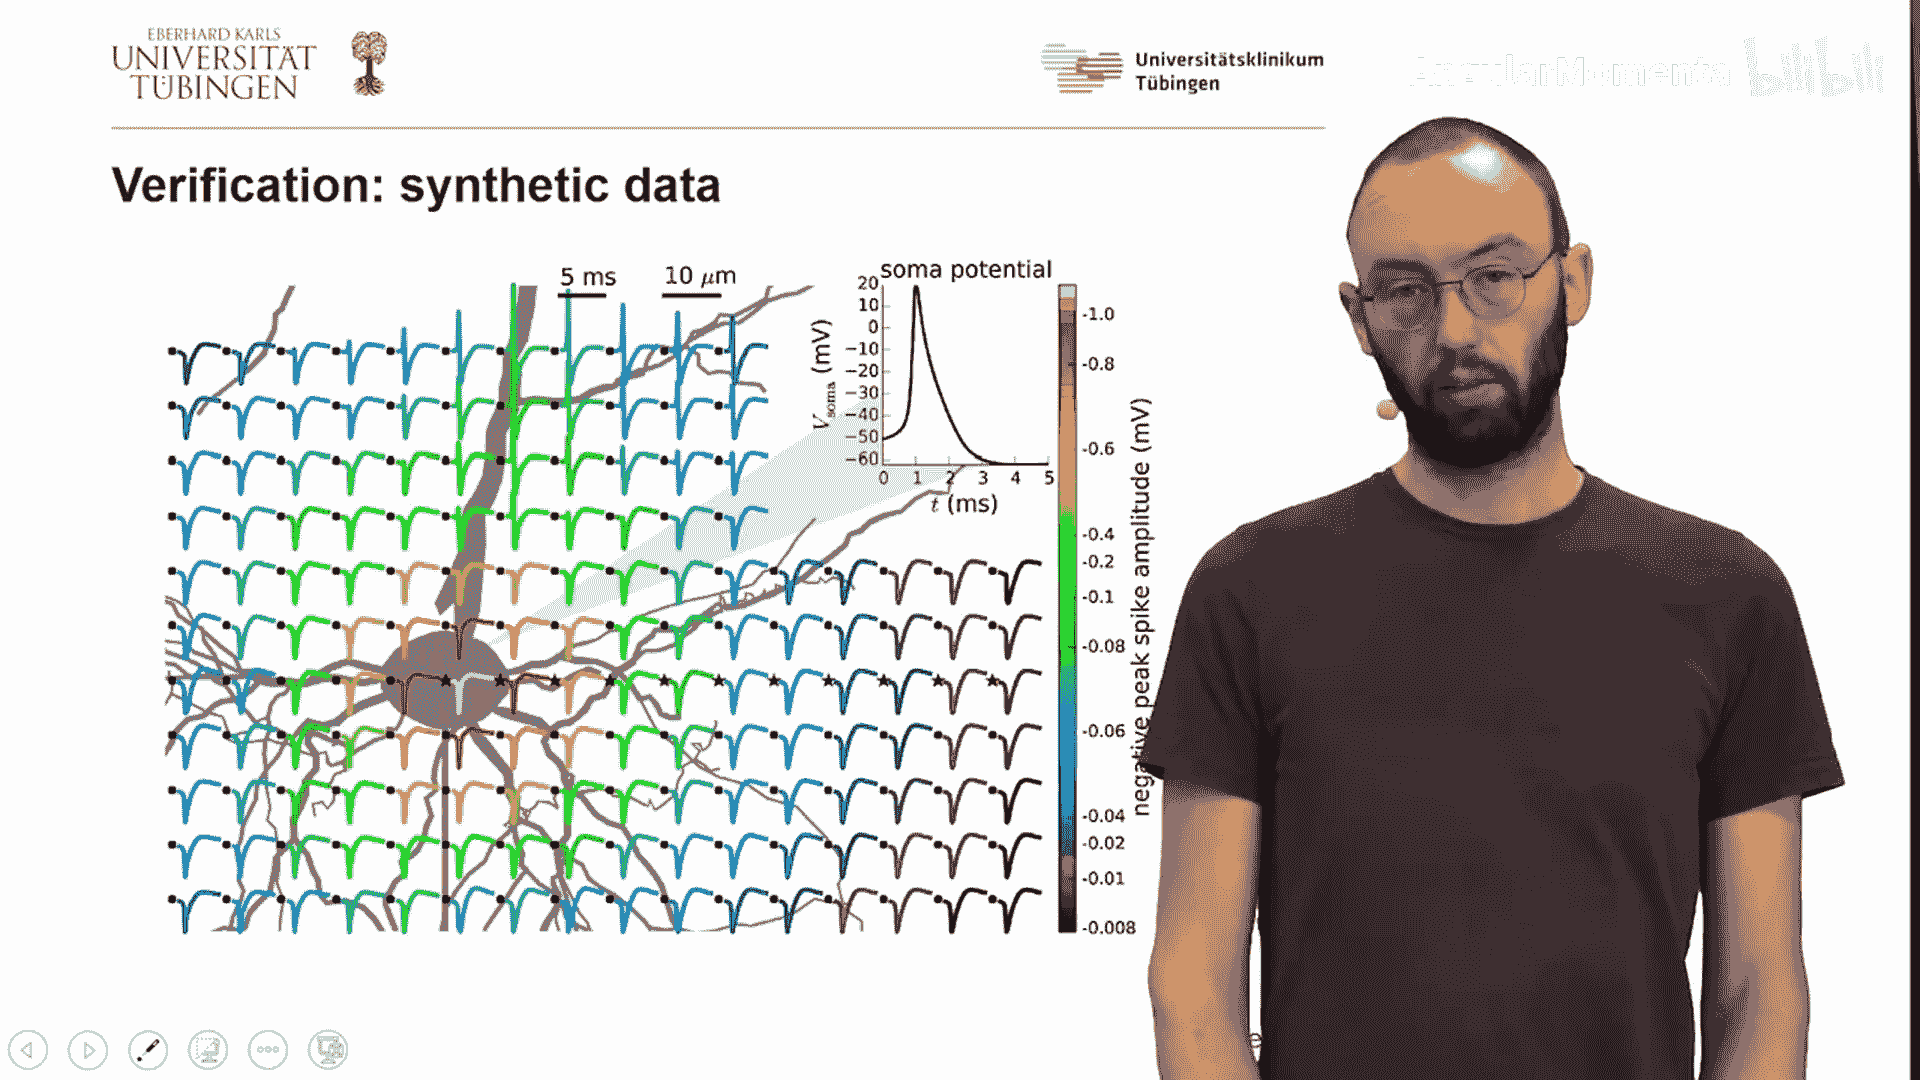 EBERHARD KARLS
UNIVERSITÄT
TÜBINGEN
Universitätsklinikum
Tübingen
bilibili
Verification: synthetic data
5 ms
10 μm
soma potential
20
10
0
−10
−20
−30
−40
−50
−60
V_soma (mV)
0 1 2 3 4 5
t (ms)
-1.0
-0.8
-0.6
-0.4
-0.2
-0.1
-0.08
-0.06
-0.04
-0.02
-0.01
-0.008
negative peak spike amplitude (mV)